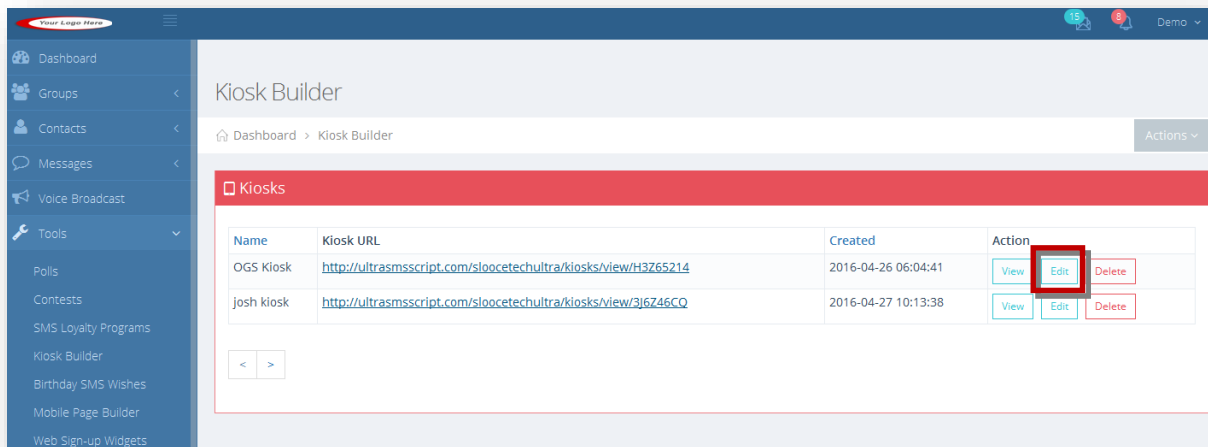 Your Logo Here
15
8
Demo
Dashboard
Groups
Contacts
Messages
Voice Broadcast
Tools
Polls
Contests
SMS Loyalty Programs
Kiosk Builder
Birthday SMS Wishes
Mobile Page Builder
Web Sign-up Widgets
Kiosk Builder
Dashboard > Kiosk Builder
Actions
Kiosks
Name Kiosk URL Created Action
OGS Kiosk http://ultrasmsscript.com/sloocetechultra/kiosks/view/H3Z65214 2016-04-26 06:04:41 View Edit Delete
josh kiosk http://ultrasmsscript.com/sloocetechultra/kiosks/view/3J6Z46CQ 2016-04-27 10:13:38 View Edit Delete
< >